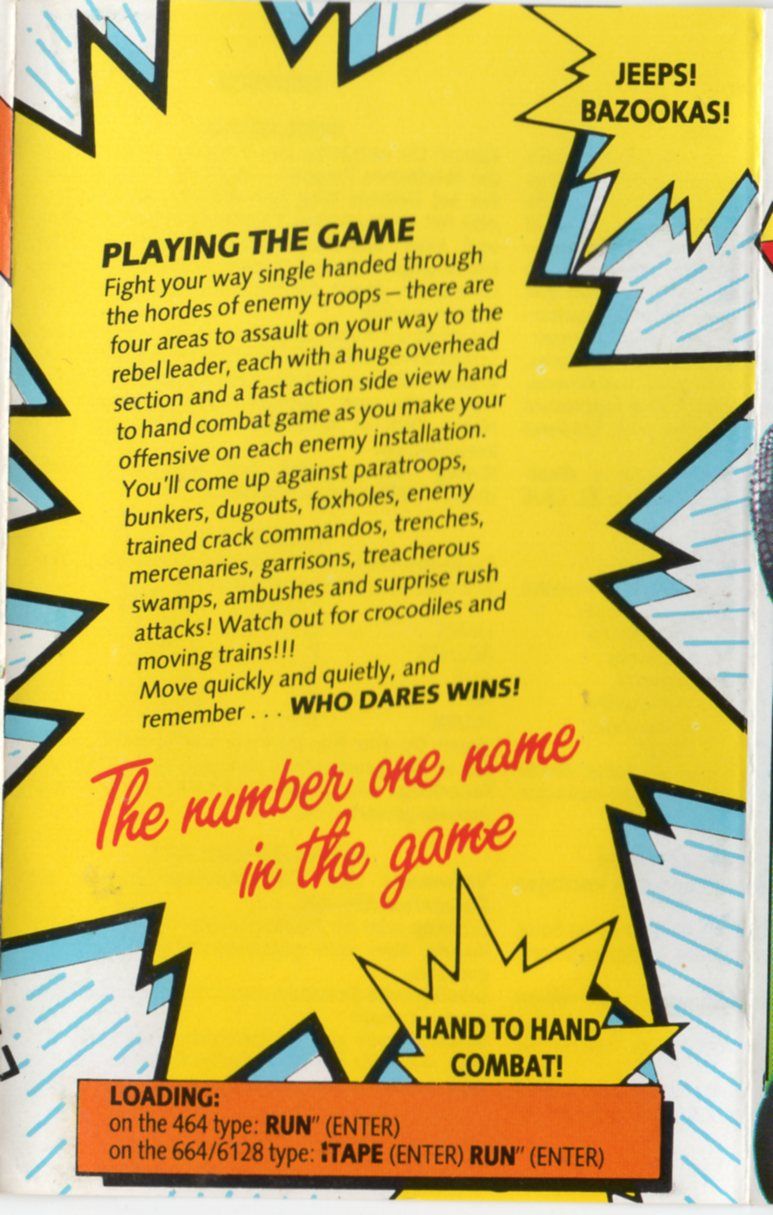 JEEPS!
BAZOOKAS!
PLAYING THE GAME
Fight your way single handed through
the hordes of enemy troops – there are
four areas to assault on your way to the
rebel leader, each with a huge overhead
section and a fast action side view hand
to hand combat game as you make your
offensive on each enemy installation.
You'll come up against paratroops,
bunkers, dugouts, foxholes, enemy
trained crack commandos, trenches,
mercenaries, garrisons, treacherous
swamps, ambushes and surprise rush
attacks! Watch out for crocodiles and
moving trains!!!
Move quickly and quietly, and
remember . . . WHO DARES WINS!
The number one name
in the game
HAND TO HAND
COMBAT!
LOADING:
on the 464 type: RUN" (ENTER)
on the 664/6128 type: ¦TAPE (ENTER) RUN" (ENTER)